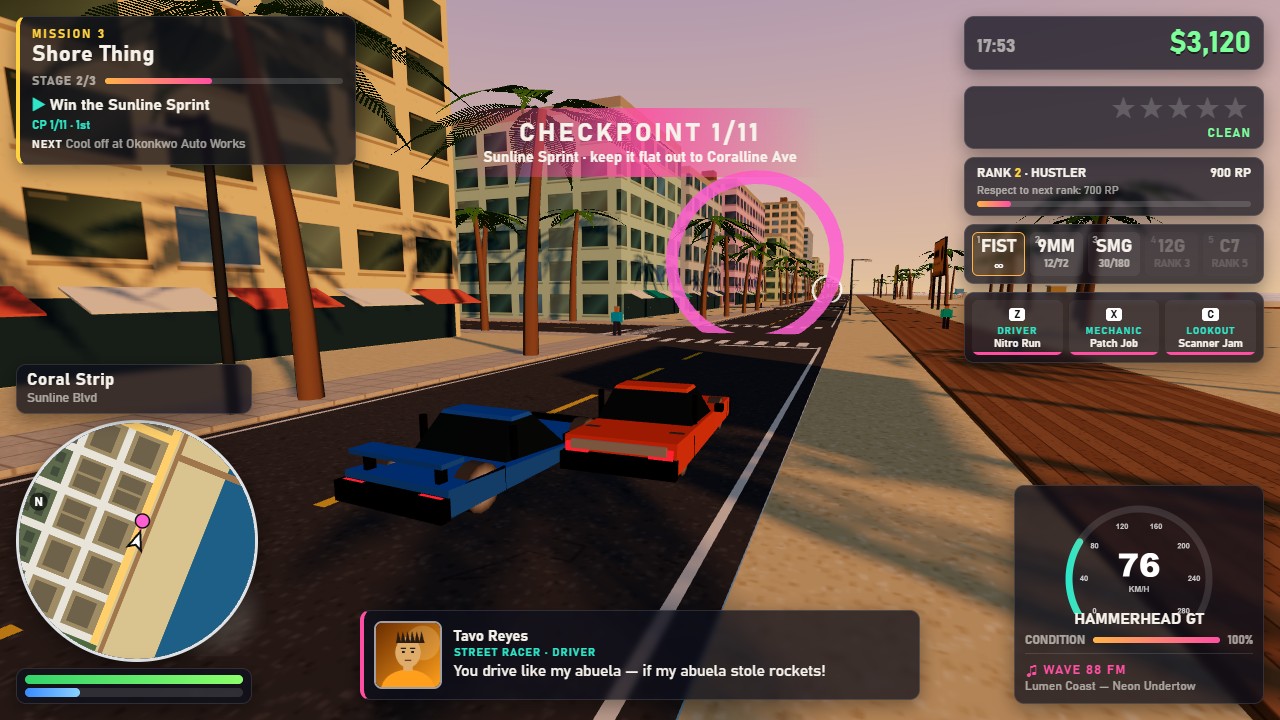 MISSION 3
Shore Thing
STAGE 2/3
Win the Sunline Sprint
CP 1/11 · 1st
NEXT Cool off at Okonkwo Auto Works
CHECKPOINT 1/11
Sunline Sprint · keep it flat out to Coralline Ave
17:53
$3,120
CLEAN
RANK 2 · HUSTLER
900 RP
Respect to next rank: 700 RP
1 FIST ∞
2 9MM 12/72
3 SMG 30/180
4 12G RANK 3
5 C7 RANK 5
Z DRIVER Nitro Run
X MECHANIC Patch Job
C LOOKOUT Scanner Jam
Coral Strip
Sunline Blvd
N
Tavo Reyes
STREET RACER · DRIVER
You drive like my abuela — if my abuela stole rockets!
0 40 80 120 160 200 240 280
76
KM/H
HAMMERHEAD GT
CONDITION 100%
♫ WAVE 88 FM
Lumen Coast — Neon Undertow